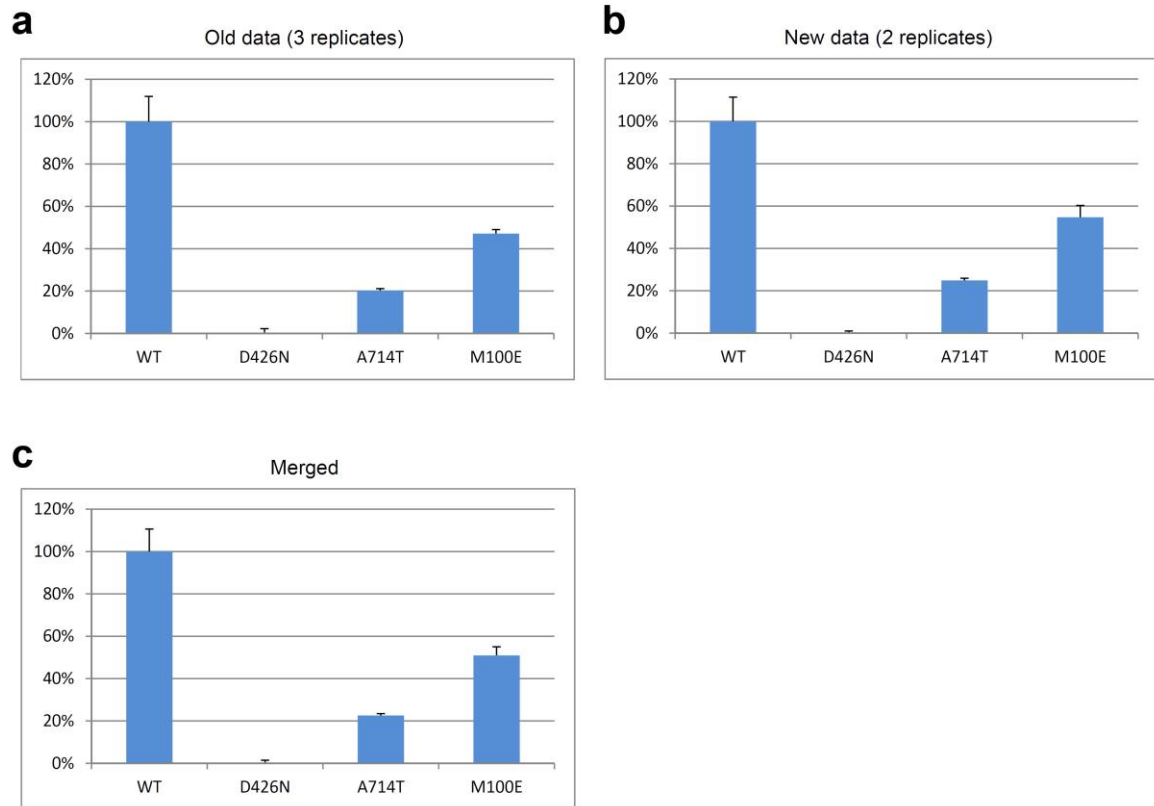 a
Old data (3 replicates)
120%
100%
80%
60%
40%
20%
0%
WT D426N A714T M100E
b
New data (2 replicates)
120%
100%
80%
60%
40%
20%
0%
WT D426N A714T M100E
c
Merged
120%
100%
80%
60%
40%
20%
0%
WT D426N A714T M100E